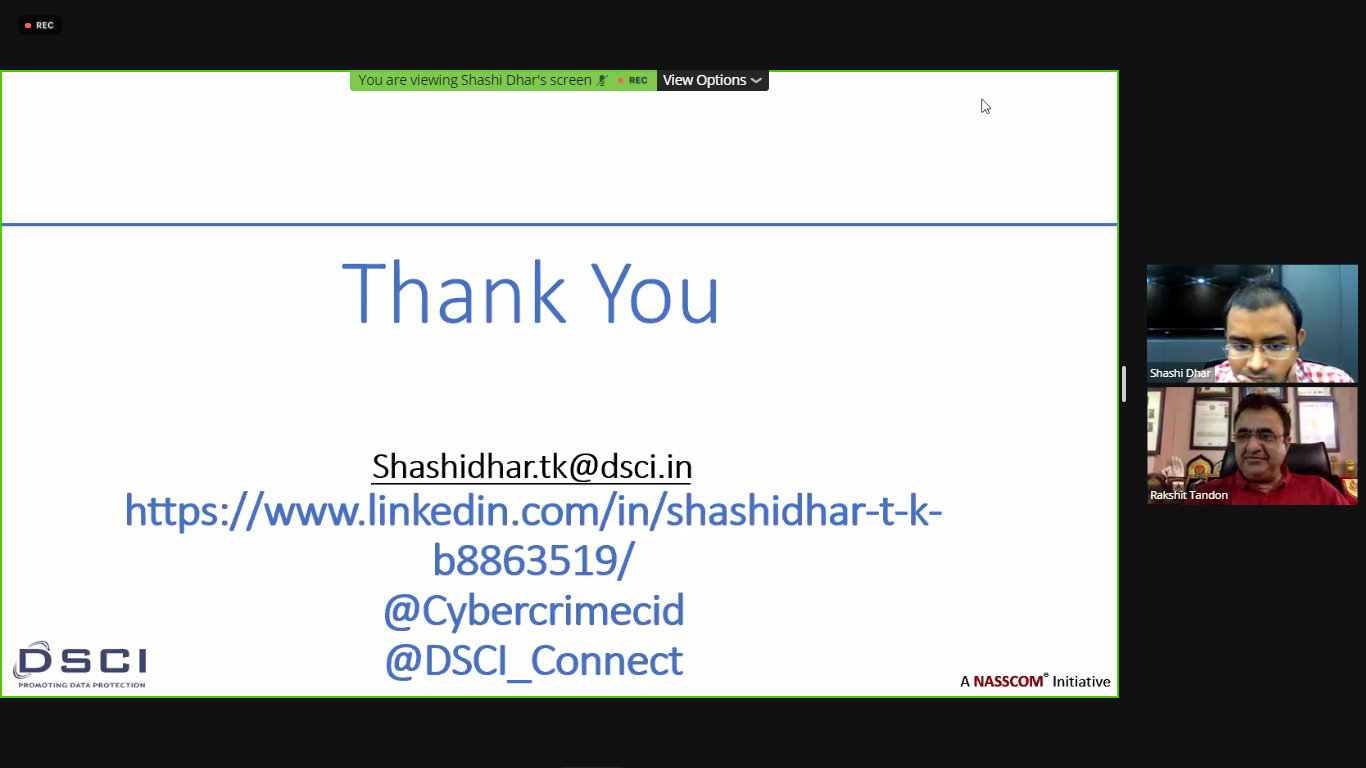 REC
You are viewing Shashi Dhar's screen REC View Options
Thank You
Shashidhar.tk@dsci.in
https://www.linkedin.com/in/shashidhar-t-k-
b8863519/
@Cybercrimecid
@DSCI_Connect
DSCI
PROMOTING DATA PROTECTION
A NASSCOM® Initiative
Shashi Dhar
Rakshit Tandon